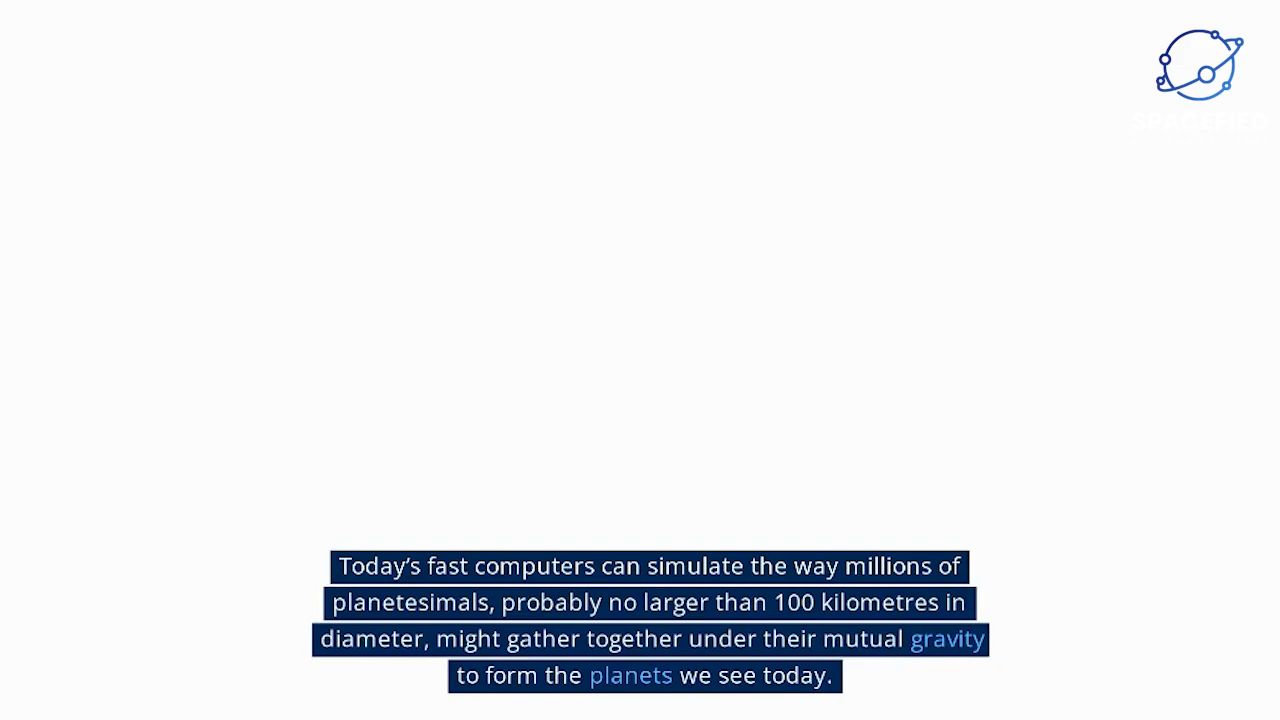 Today's fast computers can simulate the way millions of
planetesimals, probably no larger than 100 kilometres in
diameter, might gather together under their mutual gravity
to form the planets we see today.